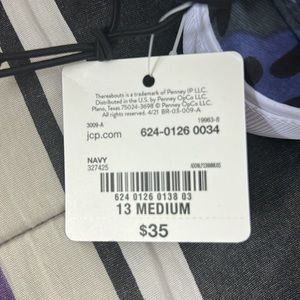 Thereabouts is a trademark of Penney IP LLC.
Distributed in the U.S. by Penney OpCo LLC,
Plano, Texas 75024-3698 © Penney OpCo LLC.
All rights reserved. 4/21 BR-03-009-A
3009-A 19963-8
jcp.com 624-0126 0034
NAVY
327425
624 0126 0138 03
13 MEDIUM
$35